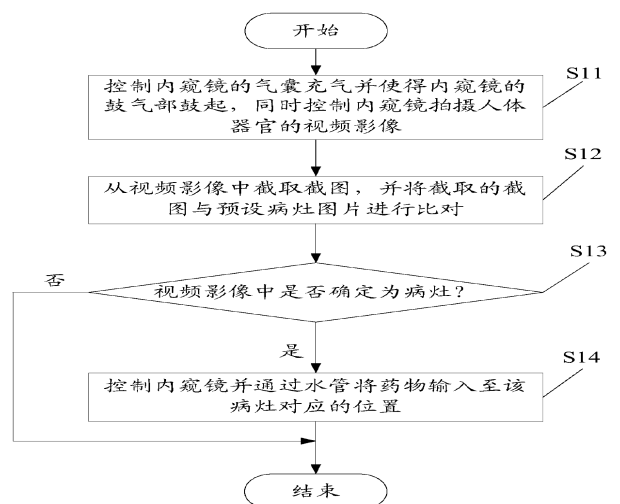 开始
S11
控制内窥镜的气囊充气并使得内窥镜的
鼓气部鼓起，同时控制内窥镜拍摄人体
器官的视频影像
S12
从视频影像中截取截图，并将截取的截
图与预设病灶图片进行比对
S13
否
视频影像中是否确定为病灶？
是
S14
控制内窥镜并通过水管将药物输入至该
病灶对应的位置
结束